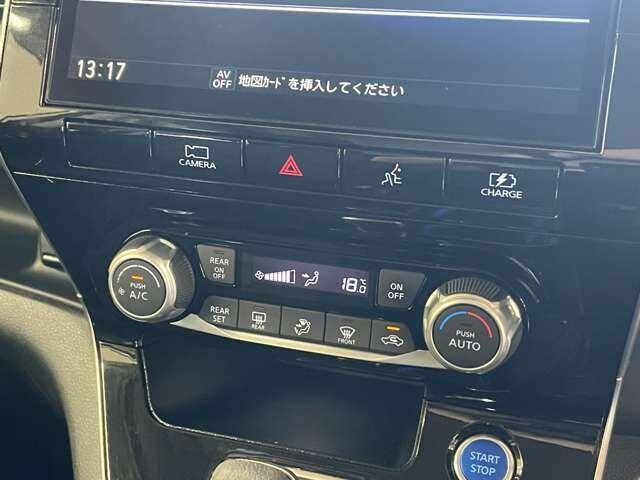 13:17
AV
OFF
地図ｶｰﾄﾞを挿入してください
CAMERA
CHARGE
PUSH
A/C
REAR
ON
OFF
18.0
°C
ON
OFF
REAR
SET
REAR
FRONT
PUSH
AUTO
START
STOP